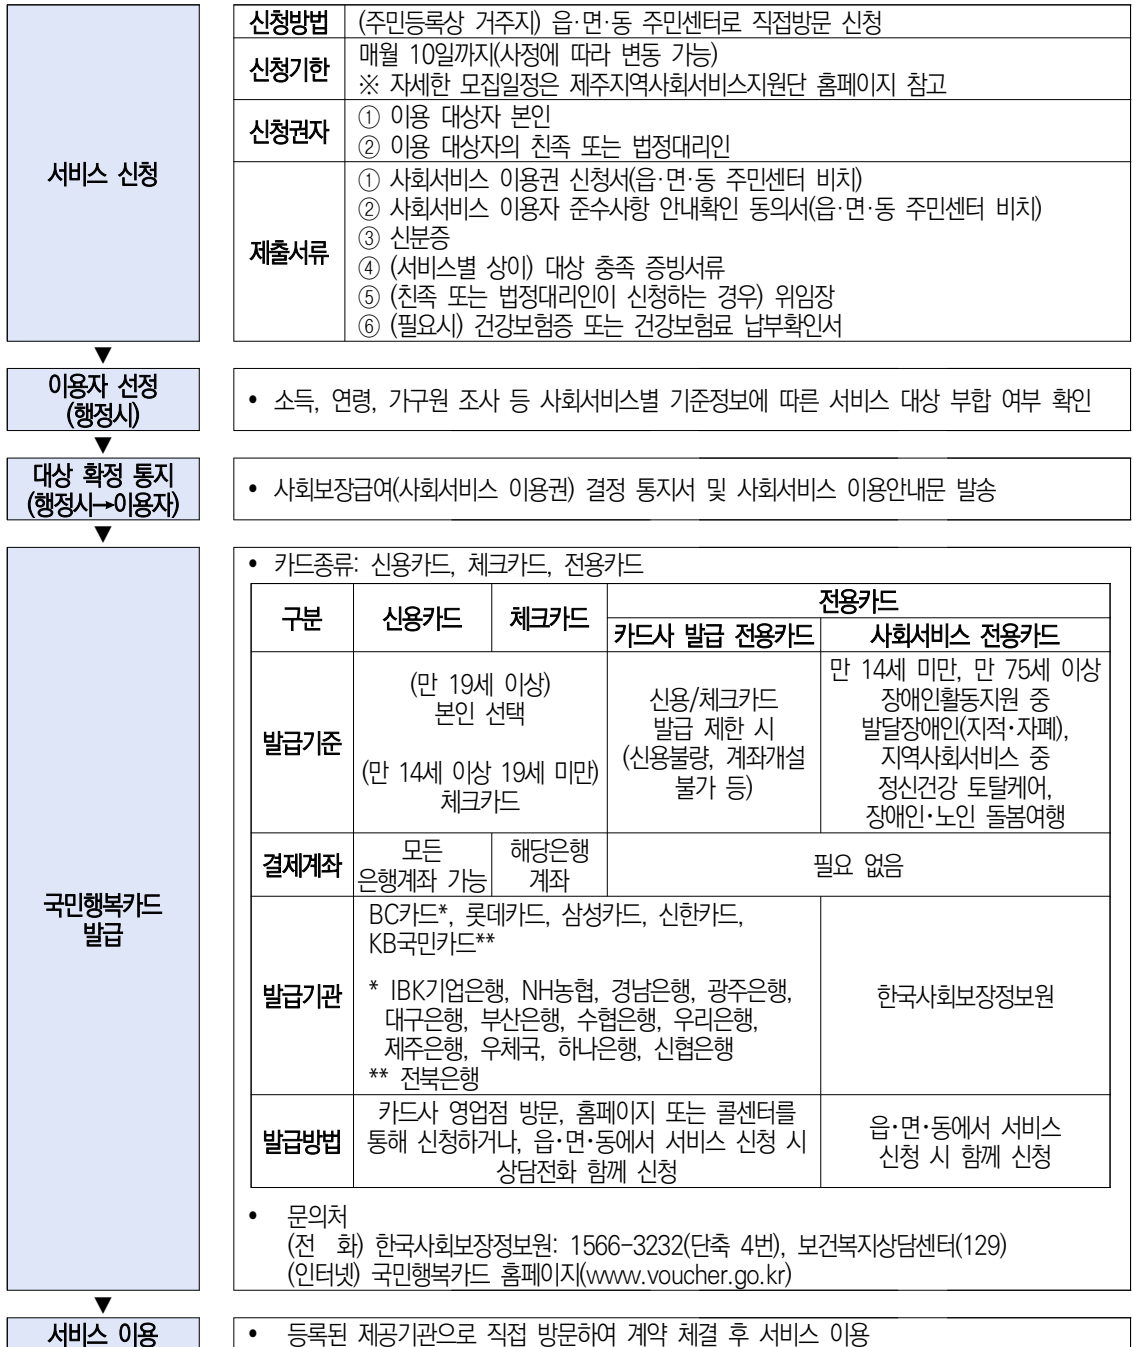 서비스 신청
신청방법
(주민등록상 거주지) 읍·면·동 주민센터로 직접방문 신청
신청기한
매월 10일까지(사정에 따라 변동 가능)
※ 자세한 모집일정은 제주지역사회서비스지원단 홈페이지 참고
신청권자
① 이용 대상자 본인
② 이용 대상자의 친족 또는 법정대리인
제출서류
① 사회서비스 이용권 신청서(읍·면·동 주민센터 비치)
② 사회서비스 이용자 준수사항 안내확인 동의서(읍·면·동 주민센터 비치)
③ 신분증
④ (서비스별 상이) 대상 충족 증빙서류
⑤ (친족 또는 법정대리인이 신청하는 경우) 위임장
⑥ (필요시) 건강보험증 또는 건강보험료 납부확인서
▼
이용자 선정
(행정시)
• 소득, 연령, 가구원 조사 등 사회서비스별 기준정보에 따른 서비스 대상 부합 여부 확인
▼
대상 확정 통지
(행정시→이용자)
• 사회보장급여(사회서비스 이용권) 결정 통지서 및 사회서비스 이용안내문 발송
▼
국민행복카드
발급
• 카드종류: 신용카드, 체크카드, 전용카드
구분
신용카드
체크카드
전용카드
카드사 발급 전용카드
사회서비스 전용카드
발급기준
(만 19세 이상)
본인 선택
(만 14세 이상 19세 미만)
체크카드
신용/체크카드
발급 제한 시
(신용불량, 계좌개설
불가 등)
만 14세 미만, 만 75세 이상
장애인활동지원 중
발달장애인(지적·자폐),
지역사회서비스 중
정신건강 토탈케어,
장애인·노인 돌봄여행
결제계좌
모든
은행계좌 가능
해당은행
계좌
필요 없음
발급기관
BC카드*, 롯데카드, 삼성카드, 신한카드,
KB국민카드**
* IBK기업은행, NH농협, 경남은행, 광주은행,
대구은행, 부산은행, 수협은행, 우리은행,
제주은행, 우체국, 하나은행, 신협은행
** 전북은행
한국사회보장정보원
발급방법
카드사 영업점 방문, 홈페이지 또는 콜센터를
통해 신청하거나, 읍·면·동에서 서비스 신청 시
상담전화 함께 신청
읍·면·동에서 서비스
신청 시 함께 신청
• 문의처
(전 화) 한국사회보장정보원: 1566-3232(단축 4번), 보건복지상담센터(129)
(인터넷) 국민행복카드 홈페이지(www.voucher.go.kr)
▼
서비스 이용
• 등록된 제공기관으로 직접 방문하여 계약 체결 후 서비스 이용